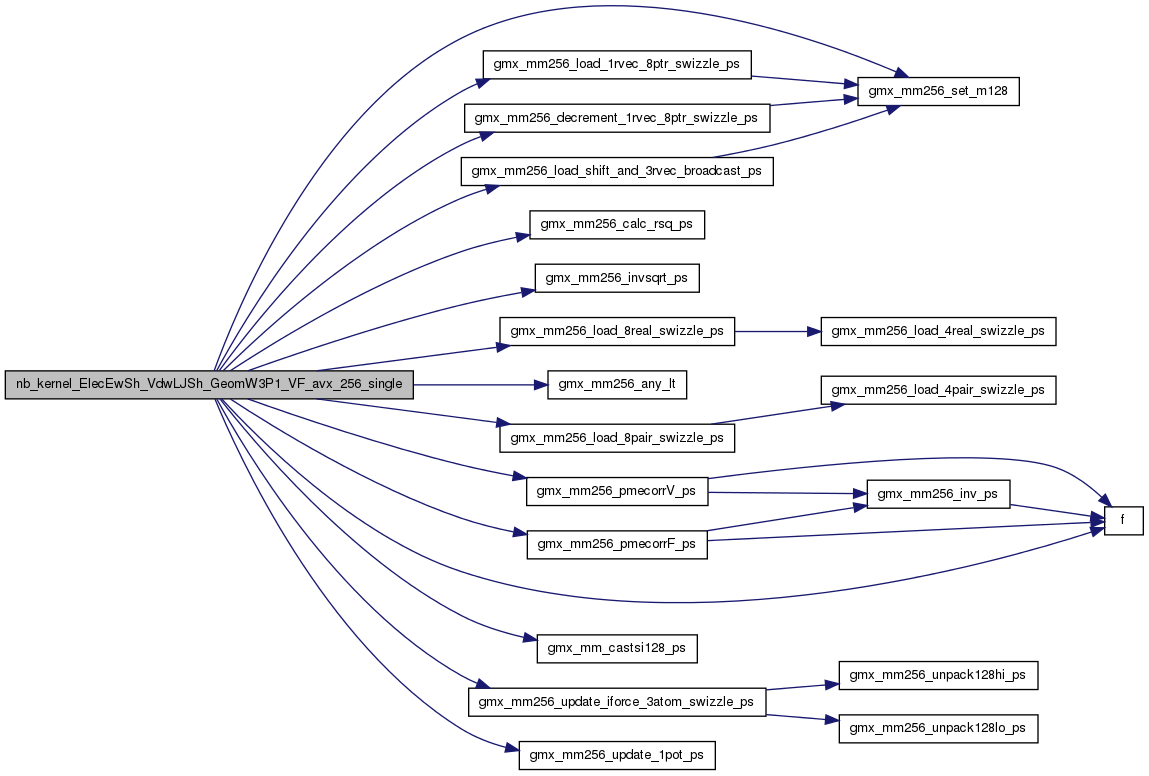 gmx_mm256_load_1rvec_8ptr_swizzle_ps
gmx_mm256_set_m128
gmx_mm256_decrement_1rvec_8ptr_swizzle_ps
gmx_mm256_load_shift_and_3rvec_broadcast_ps
gmx_mm256_calc_rsq_ps
gmx_mm256_invsqrt_ps
gmx_mm256_load_8real_swizzle_ps
gmx_mm256_load_4real_swizzle_ps
nb_kernel_ElecEwSh_VdwLJSh_GeomW3P1_VF_avx_256_single
gmx_mm256_any_lt
gmx_mm256_load_4pair_swizzle_ps
gmx_mm256_load_8pair_swizzle_ps
gmx_mm256_pmecorrV_ps
gmx_mm256_inv_ps
f
gmx_mm256_pmecorrF_ps
gmx_mm_castsi128_ps
gmx_mm256_unpack128hi_ps
gmx_mm256_update_iforce_3atom_swizzle_ps
gmx_mm256_unpack128lo_ps
gmx_mm256_update_1pot_ps